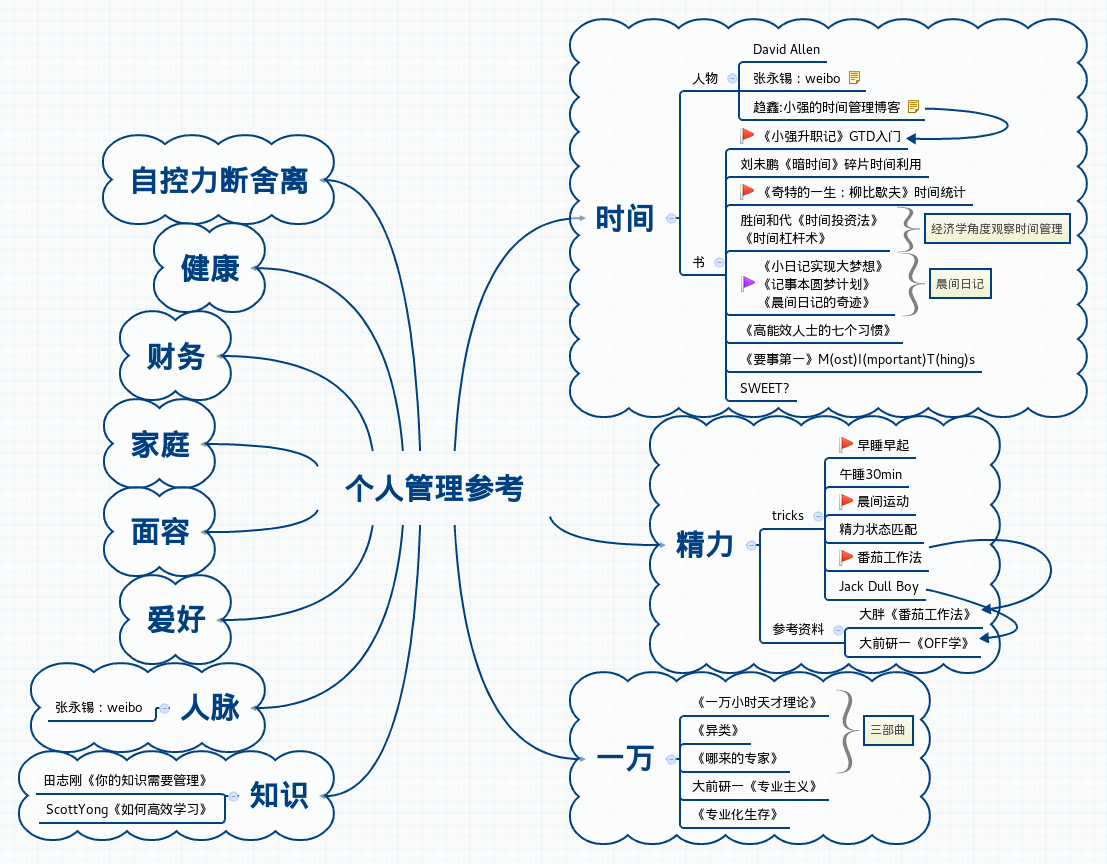 个人管理参考
时间
人物
David Allen
张永锡：weibo
趋鑫:小强的时间管理博客
书
《小强升职记》GTD入门
刘未鹏《暗时间》碎片时间利用
《奇特的一生：柳比歇夫》时间统计
胜间和代《时间投资法》
《时间杠杆术》
经济学角度观察时间管理
《小日记实现大梦想》
《记事本圆梦计划》
《晨间日记的奇迹》
晨间日记
《高能效人士的七个习惯》
《要事第一》M(ost)I(mportant)T(hing)s
SWEET?
精力
tricks
早睡早起
午睡30min
晨间运动
精力状态匹配
番茄工作法
Jack Dull Boy
参考资料
大胖《番茄工作法》
大前研一《OFF学》
一万
《一万小时天才理论》
《异类》
《哪来的专家》
三部曲
大前研一《专业主义》
《专业化生存》
自控力断舍离
健康
财务
家庭
面容
爱好
人脉
张永锡：weibo
知识
田志刚《你的知识需要管理》
ScottYong《如何高效学习》